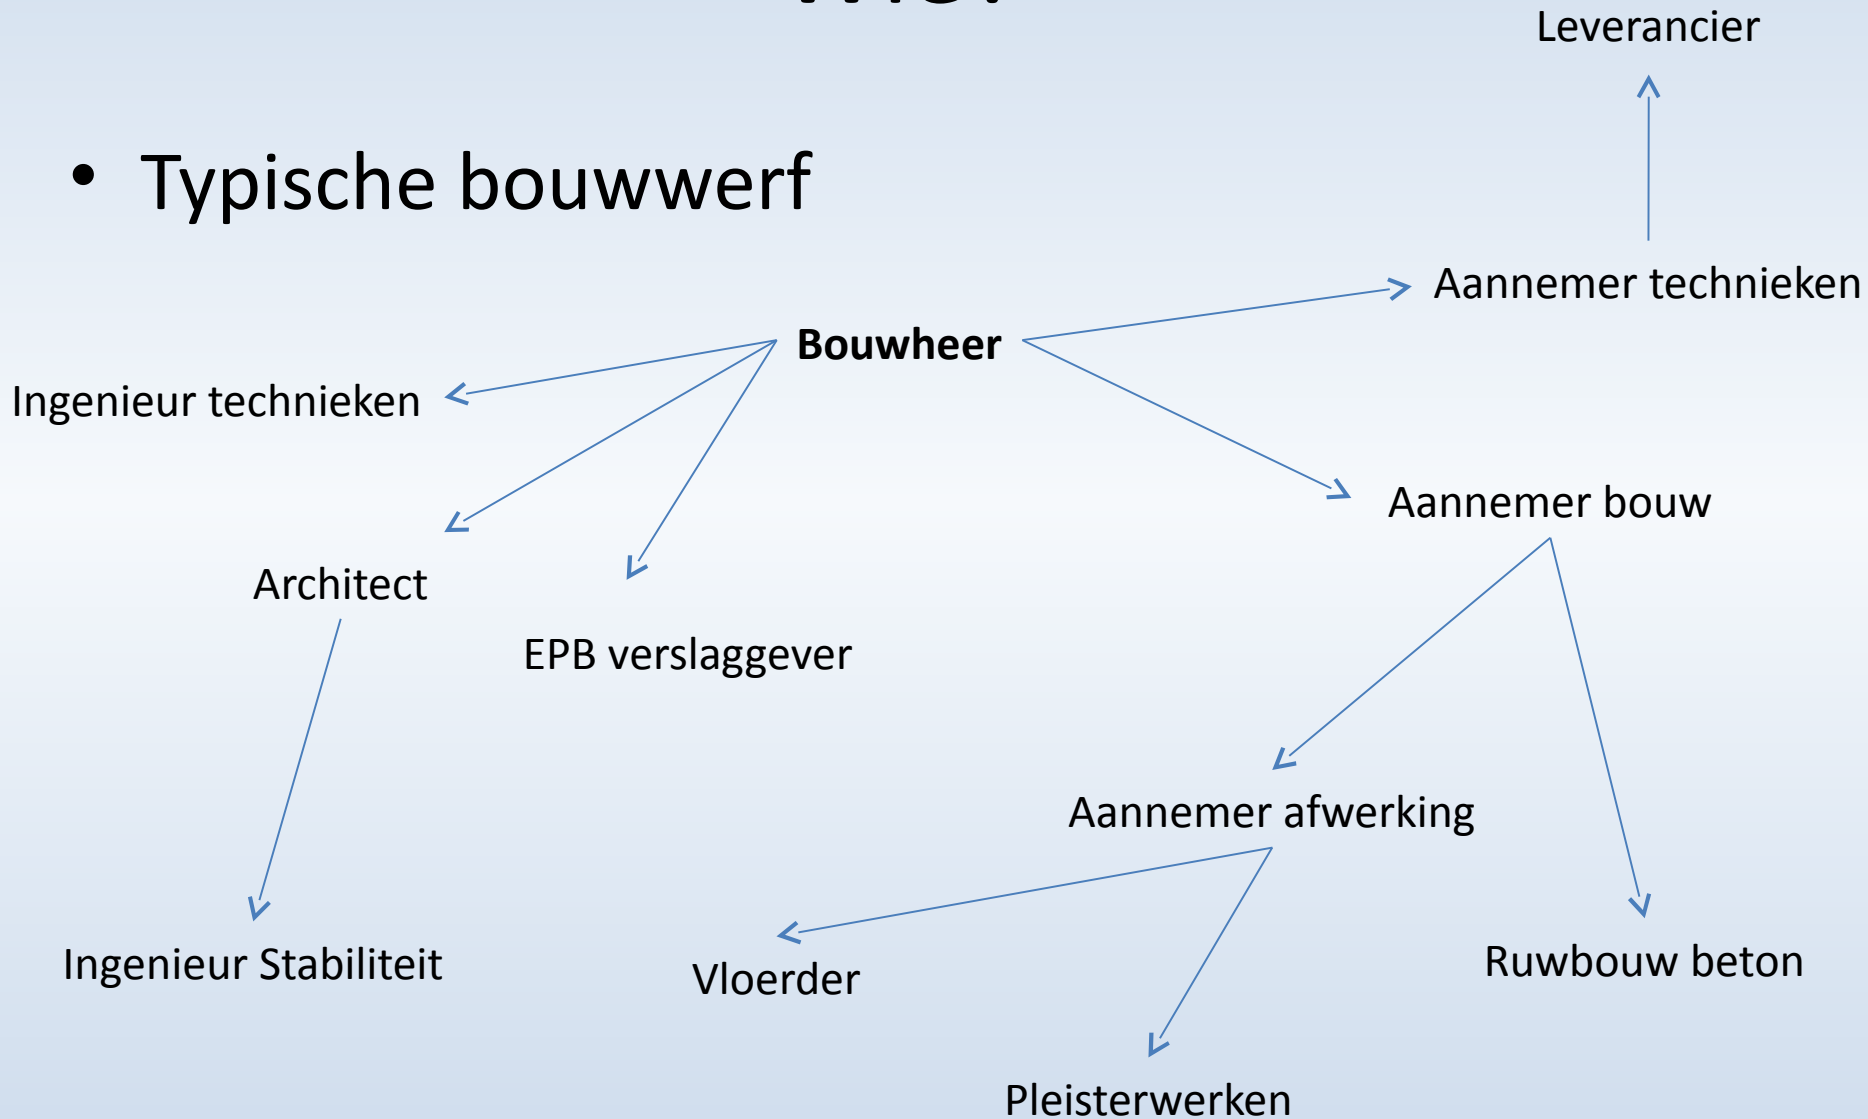 Leverancier
• Typische bouwwerf
Aannemer technieken
Bouwheer
Ingenieur technieken
Aannemer bouw
Architect
EPB verslaggever
Aannemer afwerking
Ingenieur Stabiliteit
Vloerder
Ruwbouw beton
Pleisterwerken